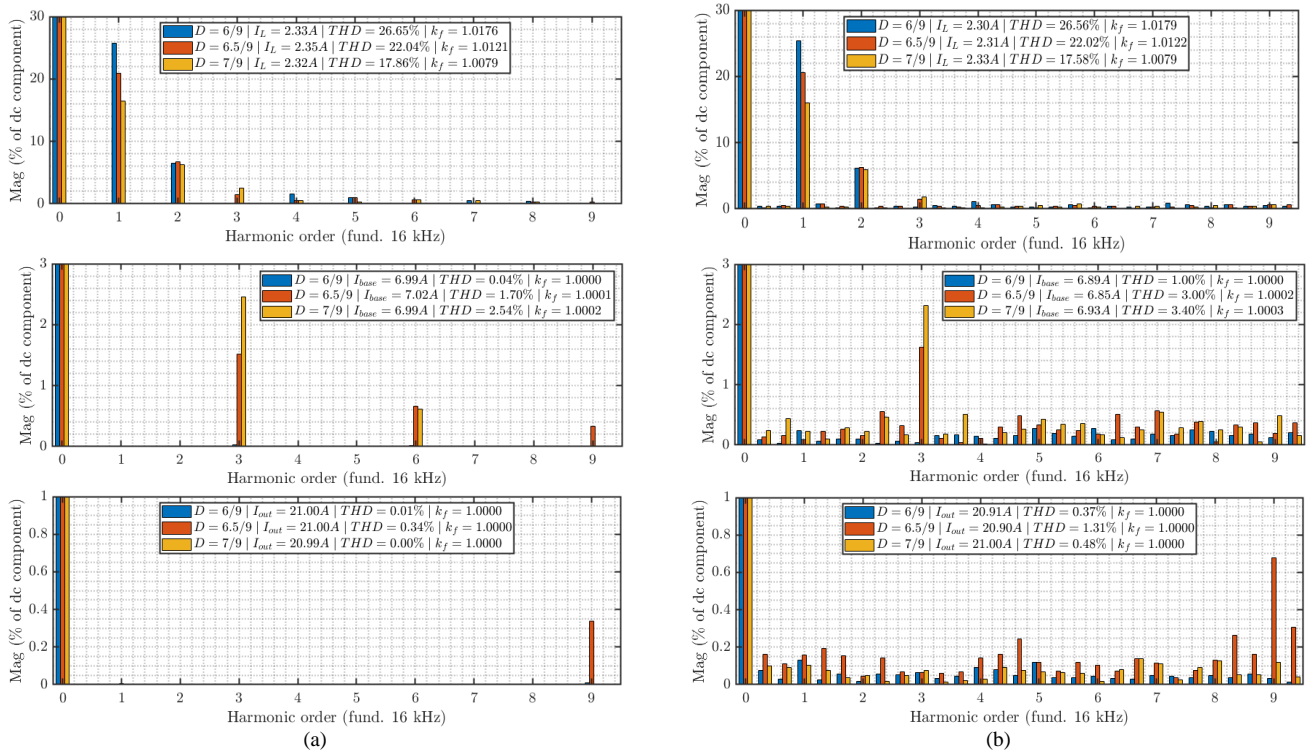 30
20
10
0
Mag (% of dc component)
D = 6/9 | I_L = 2.33A | THD = 26.65% | k_f = 1.0176
D = 6.5/9 | I_L = 2.35A | THD = 22.04% | k_f = 1.0121
D = 7/9 | I_L = 2.32A | THD = 17.86% | k_f = 1.0079
0 1 2 3 4 5 6 7 8 9
Harmonic order (fund. 16 kHz)
3
2
1
0
Mag (% of dc component)
D = 6/9 | I_base = 6.99A | THD = 0.04% | k_f = 1.0000
D = 6.5/9 | I_base = 7.02A | THD = 1.70% | k_f = 1.0001
D = 7/9 | I_base = 6.99A | THD = 2.54% | k_f = 1.0002
0 1 2 3 4 5 6 7 8 9
Harmonic order (fund. 16 kHz)
1
0.8
0.6
0.4
0.2
0
Mag (% of dc component)
D = 6/9 | I_out = 21.00A | THD = 0.01% | k_f = 1.0000
D = 6.5/9 | I_out = 21.00A | THD = 0.34% | k_f = 1.0000
D = 7/9 | I_out = 20.99A | THD = 0.00% | k_f = 1.0000
0 1 2 3 4 5 6 7 8 9
Harmonic order (fund. 16 kHz)
(a)
30
20
10
0
Mag (% of dc component)
D = 6/9 | I_L = 2.30A | THD = 26.56% | k_f = 1.0179
D = 6.5/9 | I_L = 2.31A | THD = 22.02% | k_f = 1.0122
D = 7/9 | I_L = 2.33A | THD = 17.58% | k_f = 1.0079
0 1 2 3 4 5 6 7 8 9
Harmonic order (fund. 16 kHz)
3
2
1
0
Mag (% of dc component)
D = 6/9 | I_base = 6.89A | THD = 1.00% | k_f = 1.0000
D = 6.5/9 | I_base = 6.85A | THD = 3.00% | k_f = 1.0002
D = 7/9 | I_base = 6.93A | THD = 3.40% | k_f = 1.0003
0 1 2 3 4 5 6 7 8 9
Harmonic order (fund. 16 kHz)
1
0.8
0.6
0.4
0.2
0
Mag (% of dc component)
D = 6/9 | I_out = 20.91A | THD = 0.37% | k_f = 1.0000
D = 6.5/9 | I_out = 20.90A | THD = 1.31% | k_f = 1.0000
D = 7/9 | I_out = 21.00A | THD = 0.48% | k_f = 1.0000
0 1 2 3 4 5 6 7 8 9
Harmonic order (fund. 16 kHz)
(b)